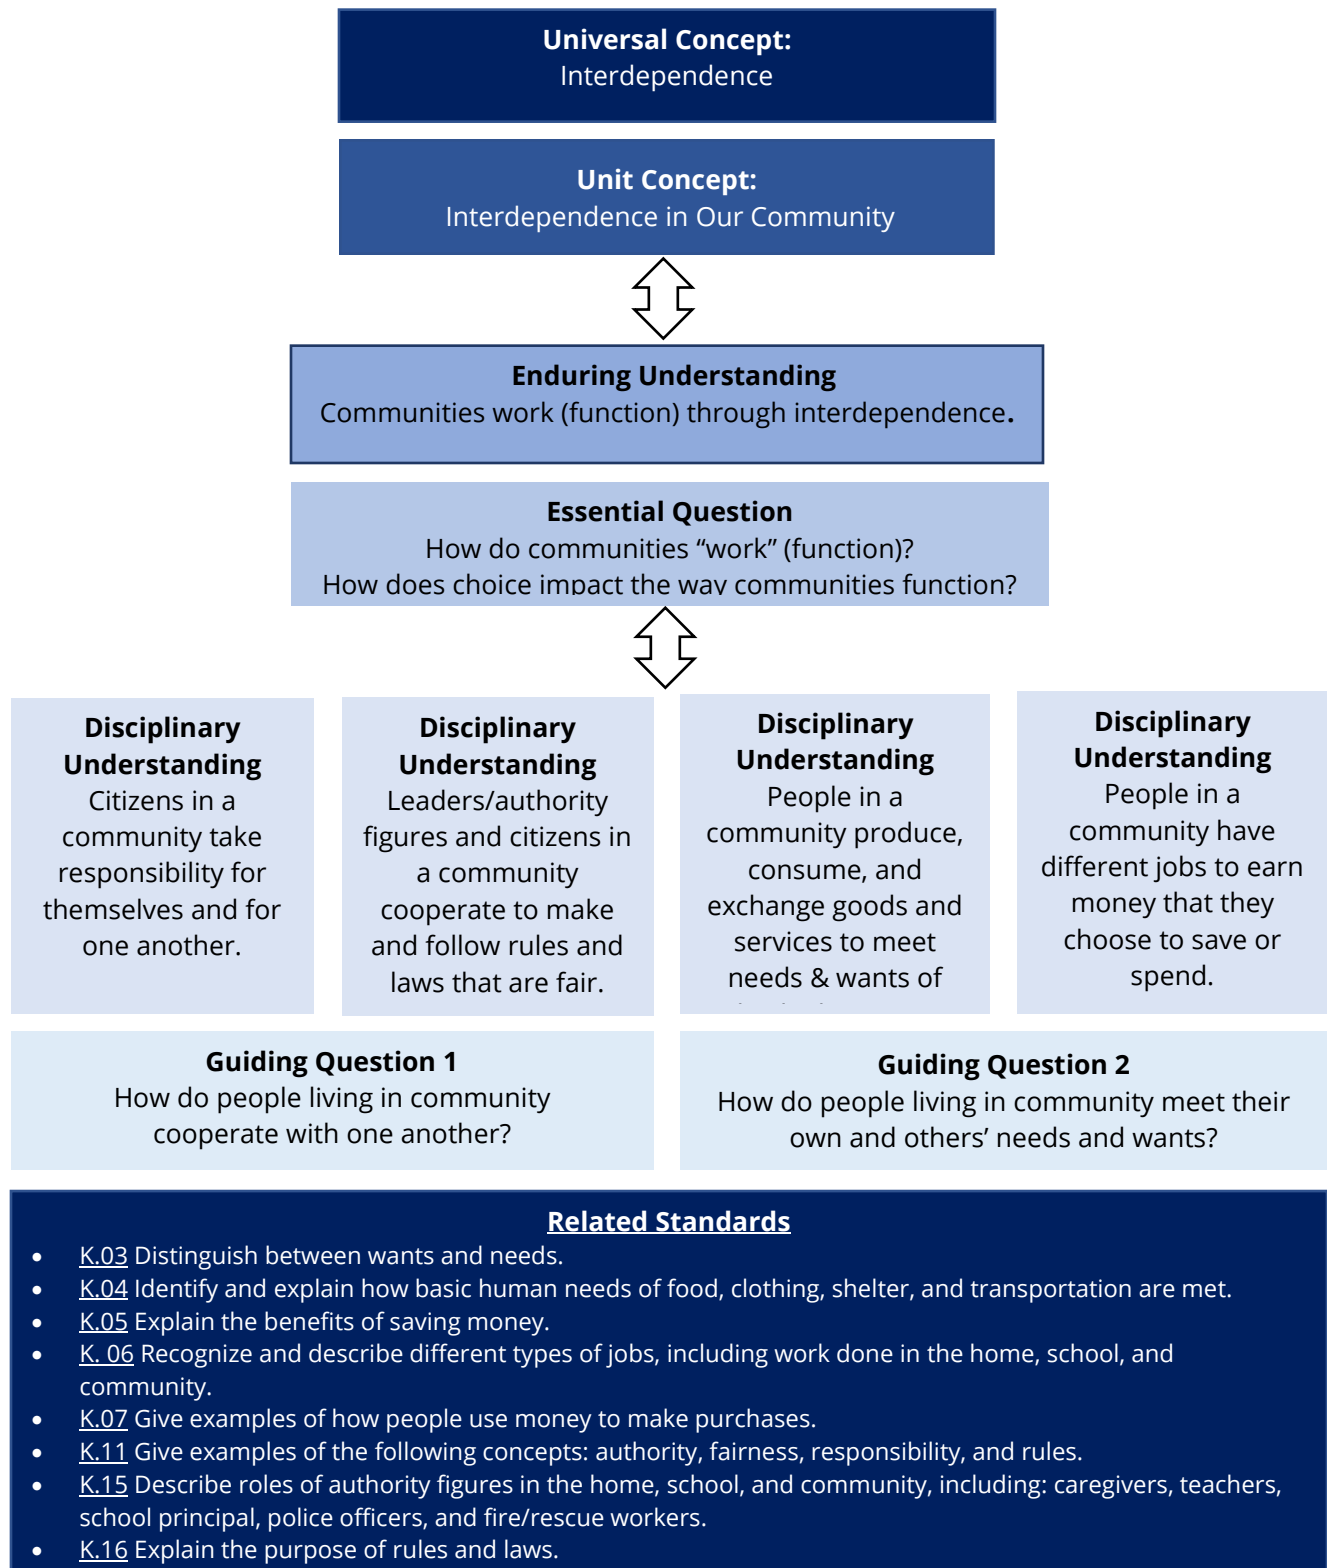 Universal Concept:
Interdependence
Unit Concept:
Interdependence in Our Community
Enduring Understanding
Communities work (function) through interdependence.
Essential Question
How do communities “work” (function)?
How does choice impact the way communities function?
Disciplinary
Understanding
Citizens in a
community take
responsibility for
themselves and for
one another.
Disciplinary
Understanding
Leaders/authority
figures and citizens in
a community
cooperate to make
and follow rules and
laws that are fair.
Disciplinary
Understanding
People in a
community produce,
consume, and
exchange goods and
services to meet
needs & wants of
Disciplinary
Understanding
People in a
community have
different jobs to earn
money that they
choose to save or
spend.
Guiding Question 1
How do people living in community
cooperate with one another?
Guiding Question 2
How do people living in community meet their
own and others’ needs and wants?
Related Standards
• K.03 Distinguish between wants and needs.
• K.04 Identify and explain how basic human needs of food, clothing, shelter, and transportation are met.
• K.05 Explain the benefits of saving money.
• K. 06 Recognize and describe different types of jobs, including work done in the home, school, and
community.
• K.07 Give examples of how people use money to make purchases.
• K.11 Give examples of the following concepts: authority, fairness, responsibility, and rules.
• K.15 Describe roles of authority figures in the home, school, and community, including: caregivers, teachers,
school principal, police officers, and fire/rescue workers.
• K.16 Explain the purpose of rules and laws.